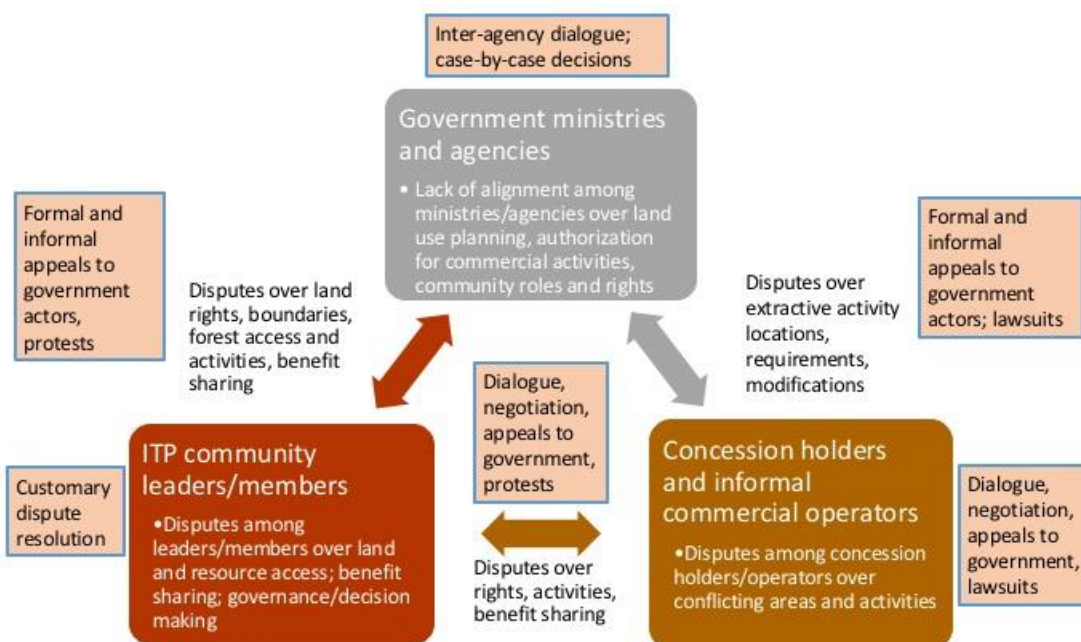 Inter-agency dialogue;
case-by-case decisions
Government ministries
and agencies
• Lack of alignment among
ministries/agencies over land
use planning, authorization
for commercial activities,
community roles and rights
Formal and
informal
appeals to
government
actors,
protests
Disputes over land
rights, boundaries,
forest access and
activities, benefit
sharing
Disputes over
extractive activity
locations,
requirements,
modifications
Formal and
informal
appeals to
government
actors; lawsuits
Dialogue,
negotiation,
appeals to
government,
protests
Customary
dispute
resolution
ITP community
leaders/members
•Disputes among
leaders/members over land
and resource access; benefit
sharing; governance/decision
making
Disputes over
rights, activities,
benefit sharing
Concession holders
and informal
commercial operators
•Disputes among concession
holders/operators over
conflicting areas and activities
Dialogue,
negotiation,
appeals to
government,
lawsuits